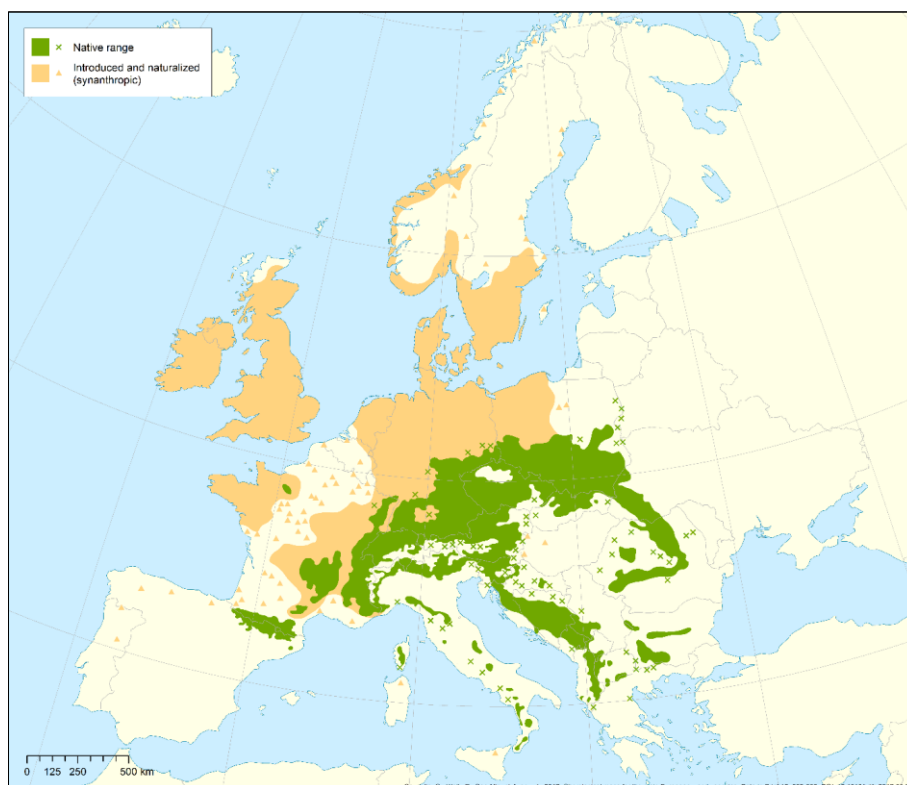 Native range
Introduced and naturalized
(synanthropic)
0 125 250 500 km